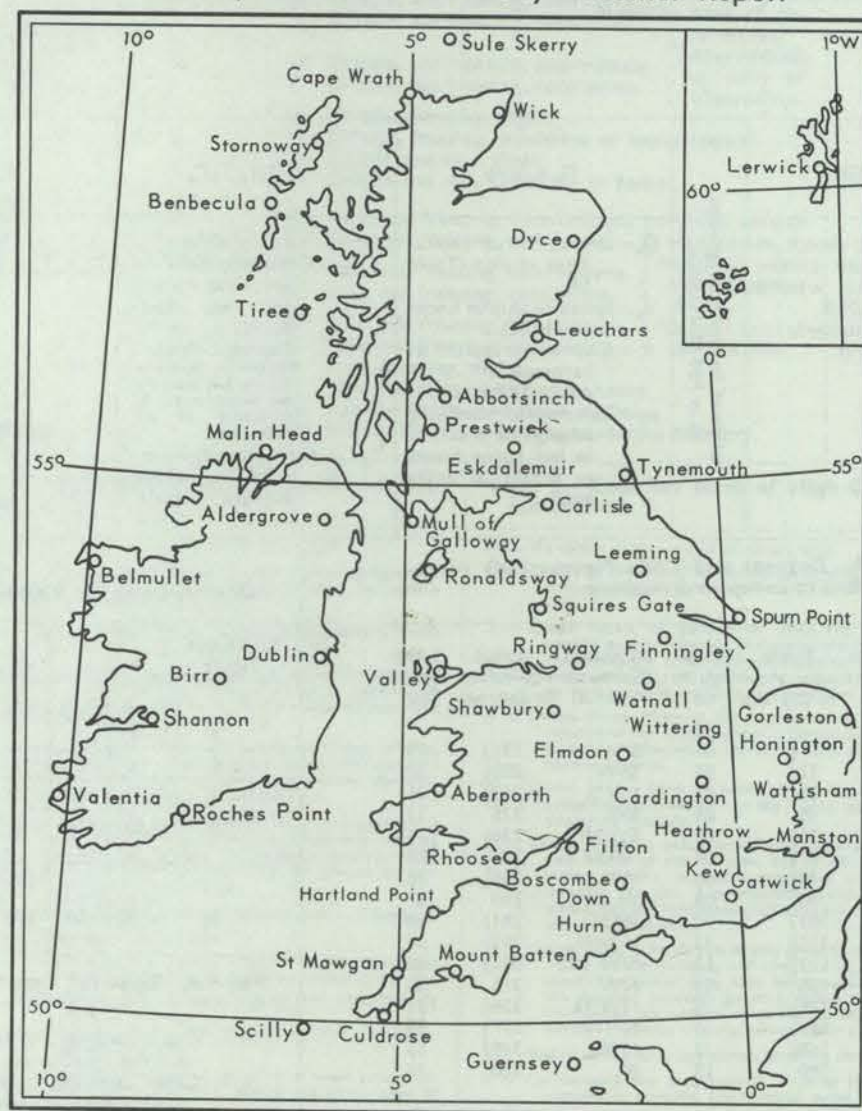 Report
10°
5°
Sule Skerry
1°W
Cape Wrath
Wick
Stornoway
Lerwick
60°
Benbecula
Dyce
Tiree
Leuchars
0°
Abbotsinch
Prestwick
Malin Head
Eskdalemuir
55°
Tynemouth
55°
Carlisle
Aldergrove
Mull of
Galloway
Leeming
Belmullet
Ronaldsway
Squires Gate
Spurn Point
Ringway
Finningley
Dublin
Birr
Valley
Watnall
Shawbury
Wittering
Gorleston
Shannon
Honington
Elmdon
Valentia
Aberporth
Cardington
Wattisham
Roches Point
Heathrow
Manston
Rhoose
Filton
Kew
Boscombe
Down
Gatwick
Hartland Point
Hurn
St Mawgan
Mount Batten
50°
50°
Scilly
Culdrose
Guernsey
10°
5°
0°